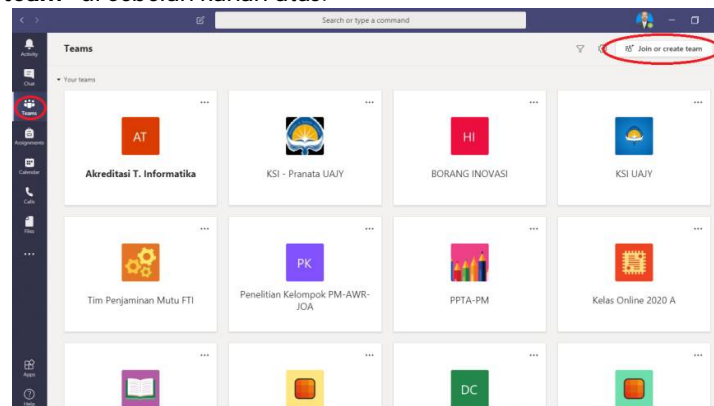 team" di sebelah kanan atas.
Search or type a command
Activity
Teams
Join or create team
Chat
Your teams
Teams
Assignments
Calendar
Calls
Files
AT
Akreditasi T. Informatika
KSI - Pranata UAJY
HI
BORANG INOVASI
KSI UAJY
Tim Penjaminan Mutu FTI
PK
Penelitian Kelompok PM-AWR-
JOA
PPTA-PM
Kelas Online 2020 A
DC
Apps
Help